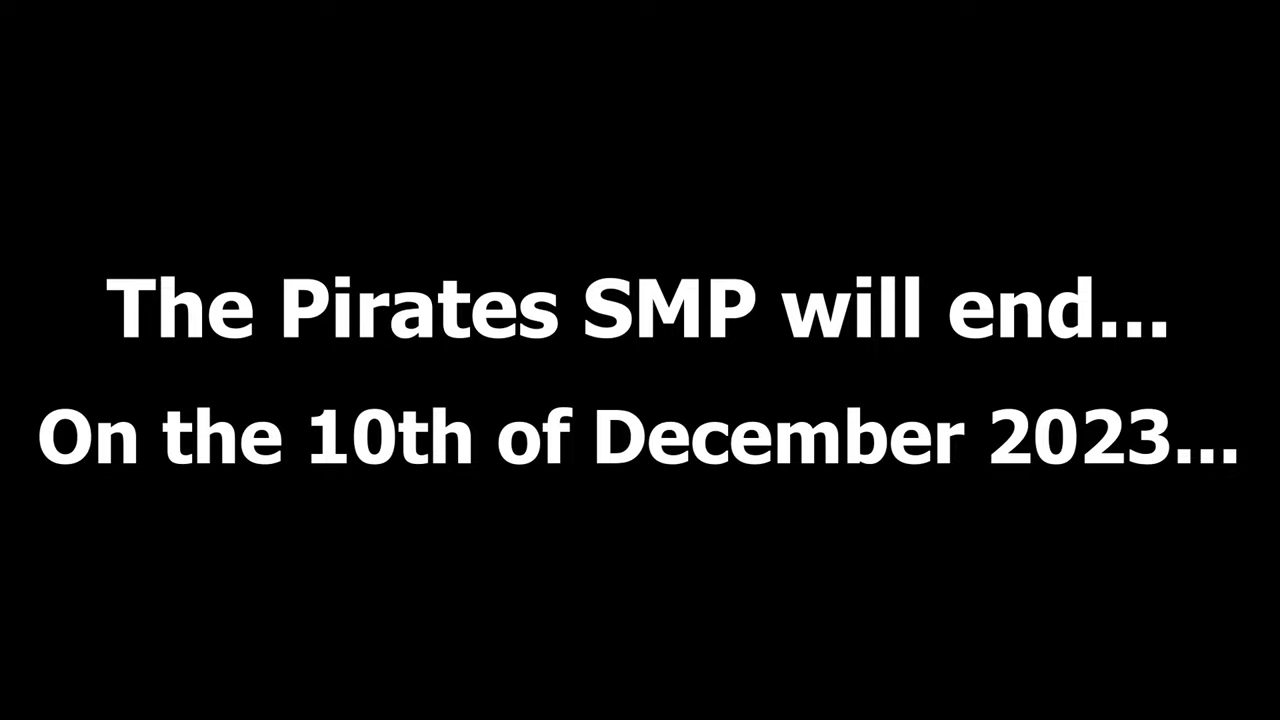 The Pirates SMP will end...
On the 10th of December 2023...